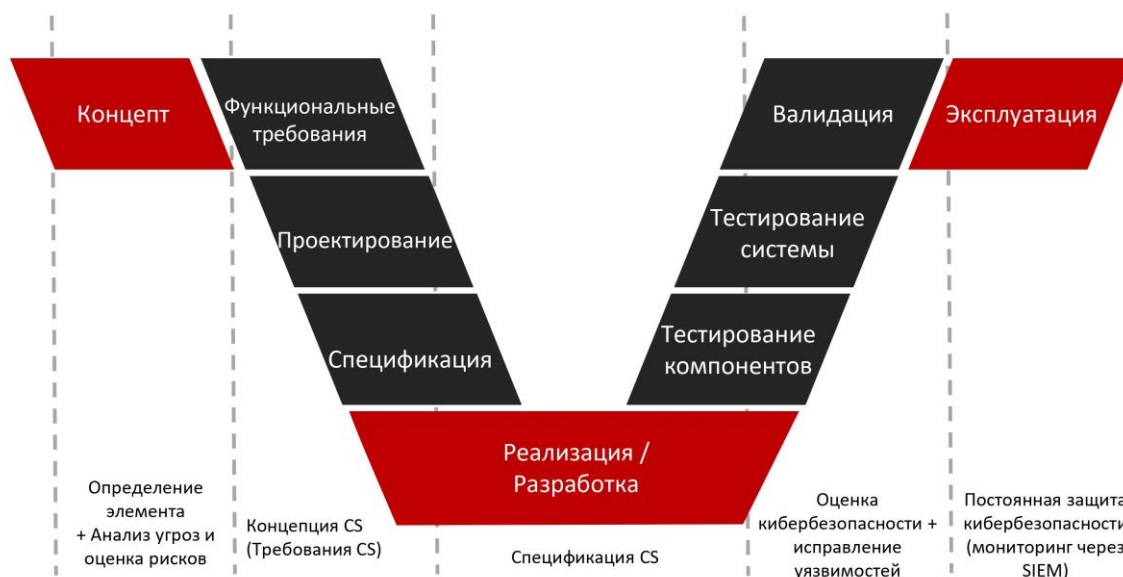 Концепт
Функциональные
требования
Проектирование
Спецификация
Реализация /
Разработка
Тестирование
компонентов
Тестирование
системы
Валидация
Эксплуатация
Определение
элемента
+ Анализ угроз и
оценка рисков
Концепция CS
(Требования CS)
Спецификация CS
Оценка
кибербезопасности +
исправление
уязвимостей
Постоянная защита
кибербезопасности
(мониторинг через
SIEM)